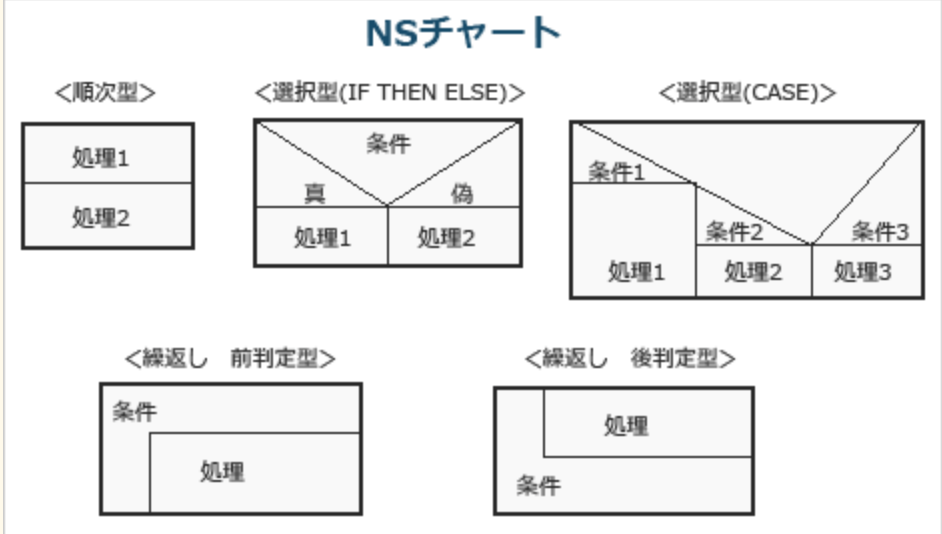 NSチャート
<順次型>
処理1
処理2
<選択型(IF THEN ELSE)>
条件
真 偽
処理1 処理2
<選択型(CASE)>
条件1
条件2 条件3
処理1 処理2 処理3
<繰返し　前判定型>
条件
処理
<繰返し　後判定型>
処理
条件